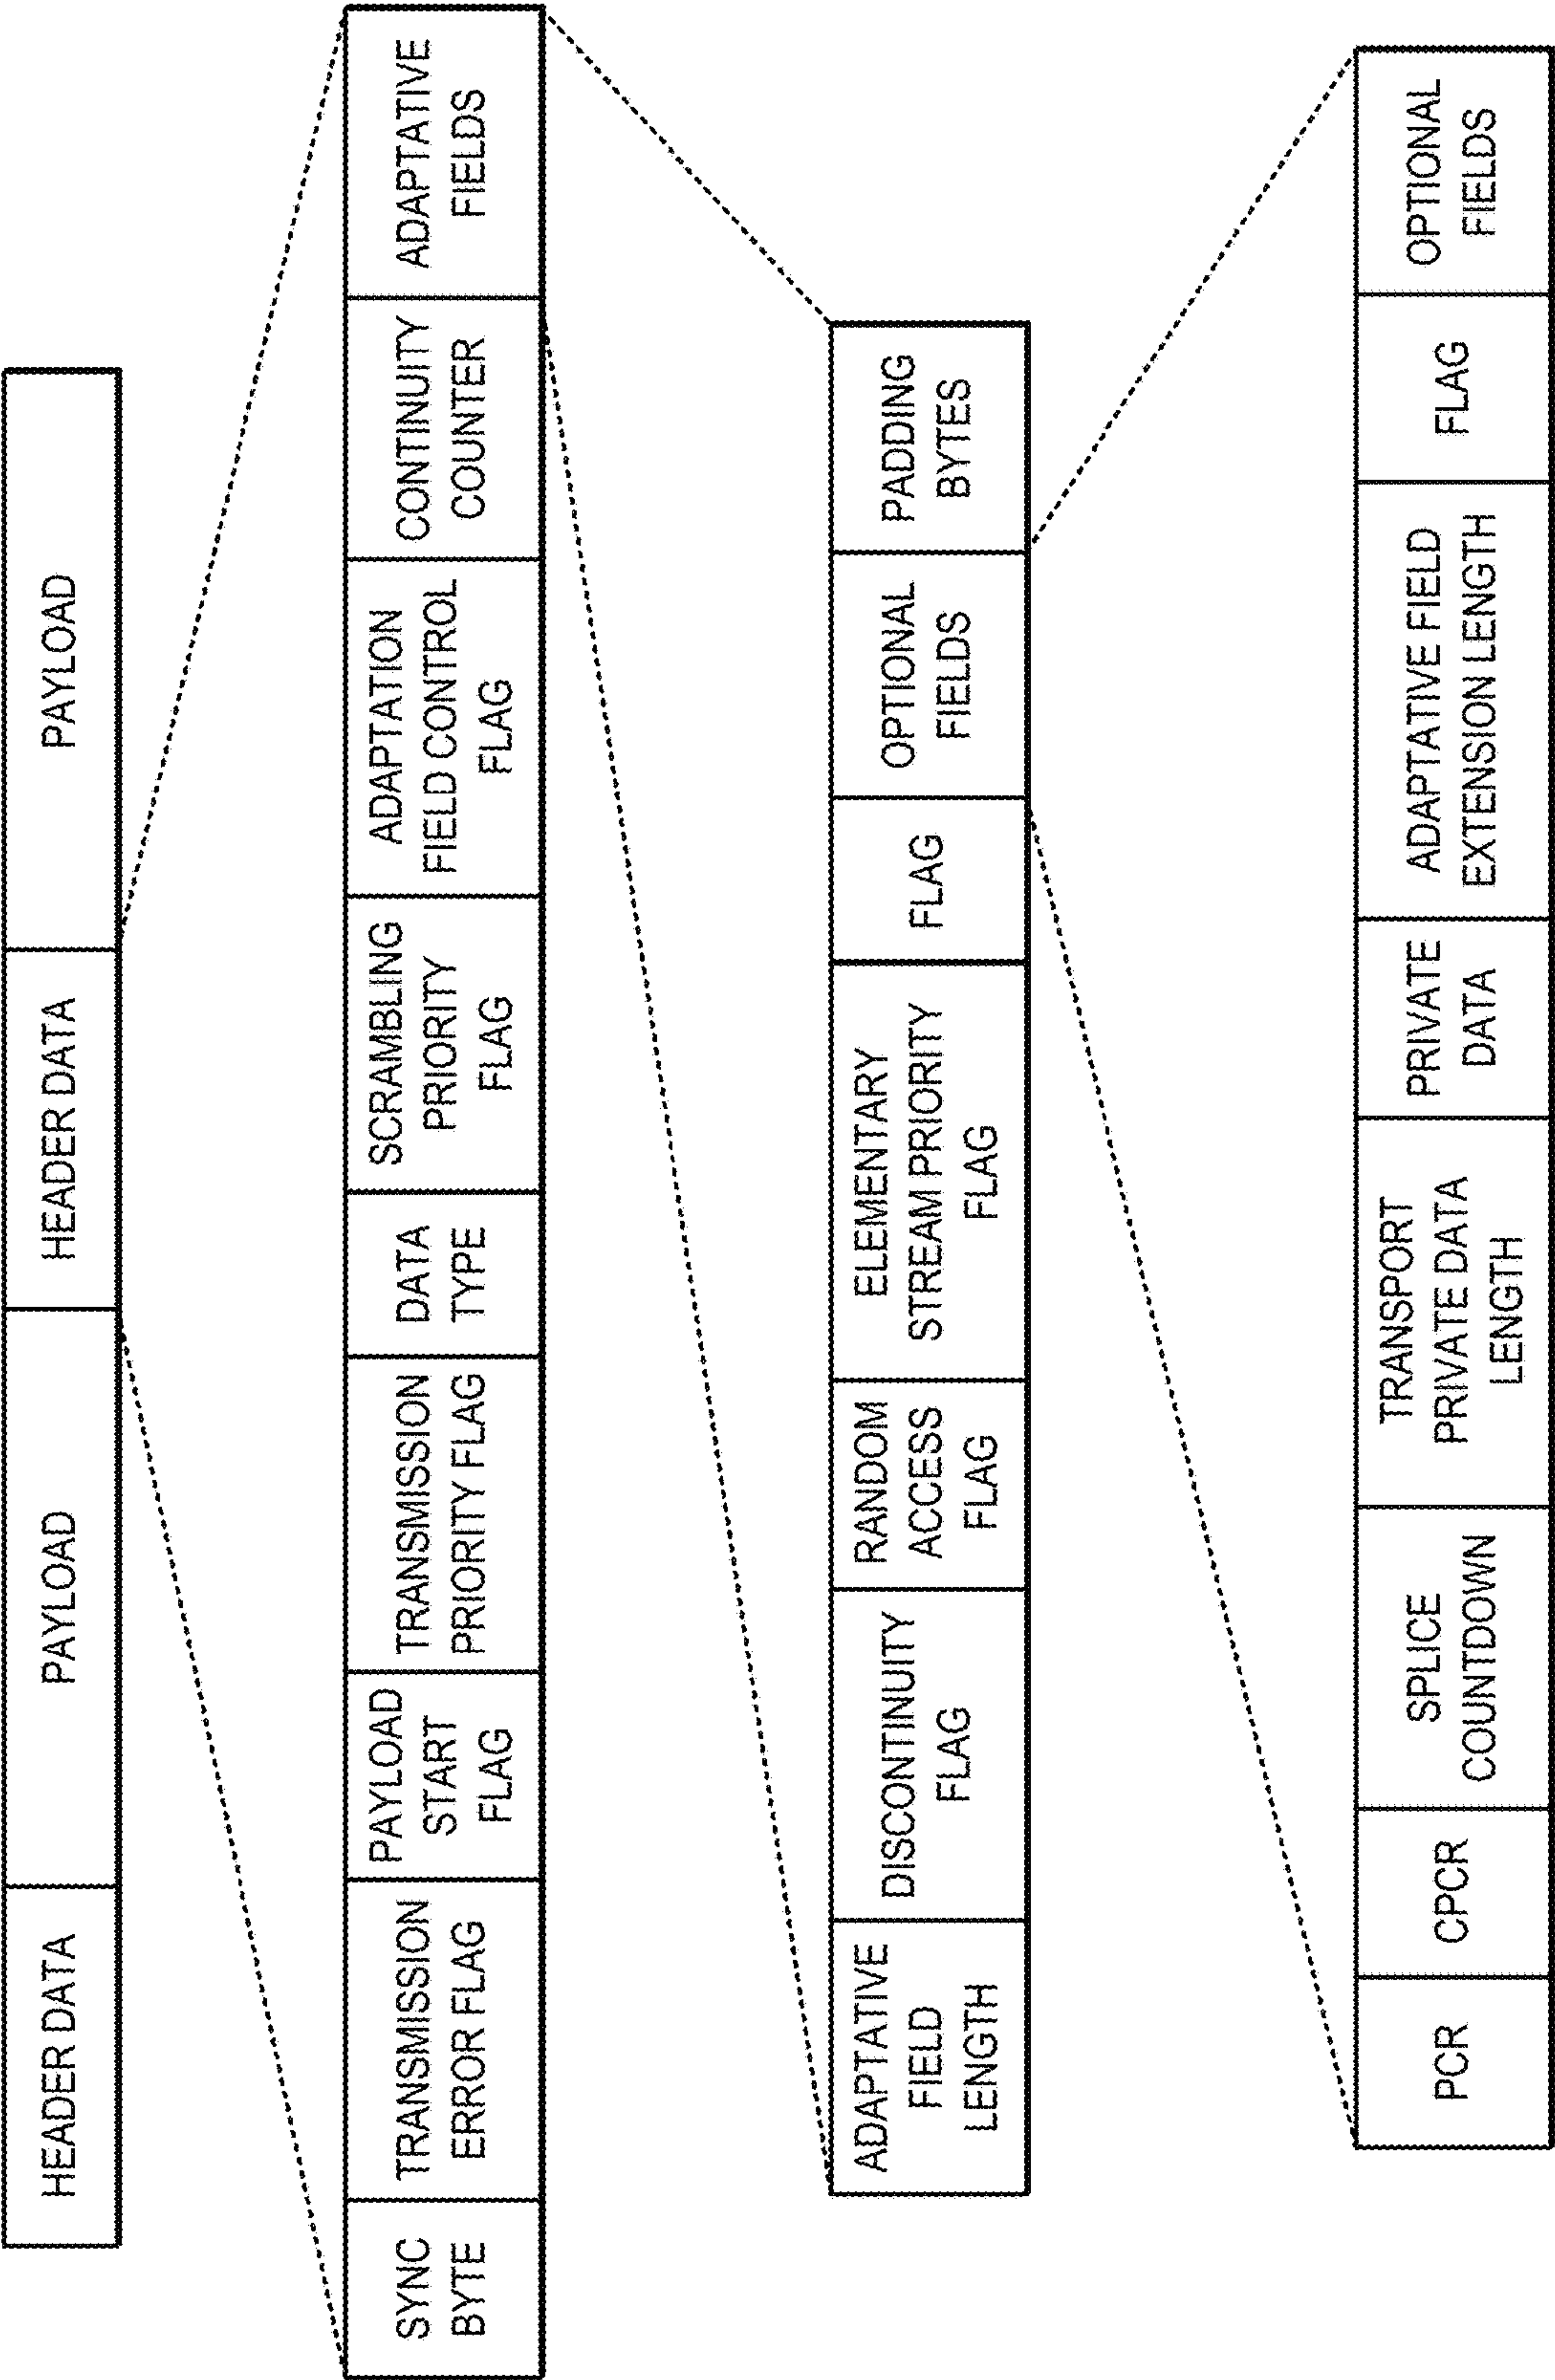 HEADER DATA
PAYLOAD
HEADER DATA
PAYLOAD
SYNC
BYTE
TRANSMISSION
ERROR FLAG
PAYLOAD
START
FLAG
TRANSMISSION
PRIORITY FLAG
DATA
TYPE
SCRAMBLING
PRIORITY
FLAG
ADAPTATION
FIELD CONTROL
FLAG
CONTINUITY
COUNTER
ADAPTATIVE
FIELDS
ADAPTATIVE
FIELD
LENGTH
DISCONTINUITY
FLAG
RANDOM
ACCESS
FLAG
ELEMENTARY
STREAM PRIORITY
FLAG
FLAG
OPTIONAL
FIELDS
PADDING
BYTES
PCR
CPCR
SPLICE
COUNTDOWN
TRANSPORT
PRIVATE DATA
LENGTH
PRIVATE
DATA
ADAPTATIVE FIELD
EXTENSION LENGTH
FLAG
OPTIONAL
FIELDS